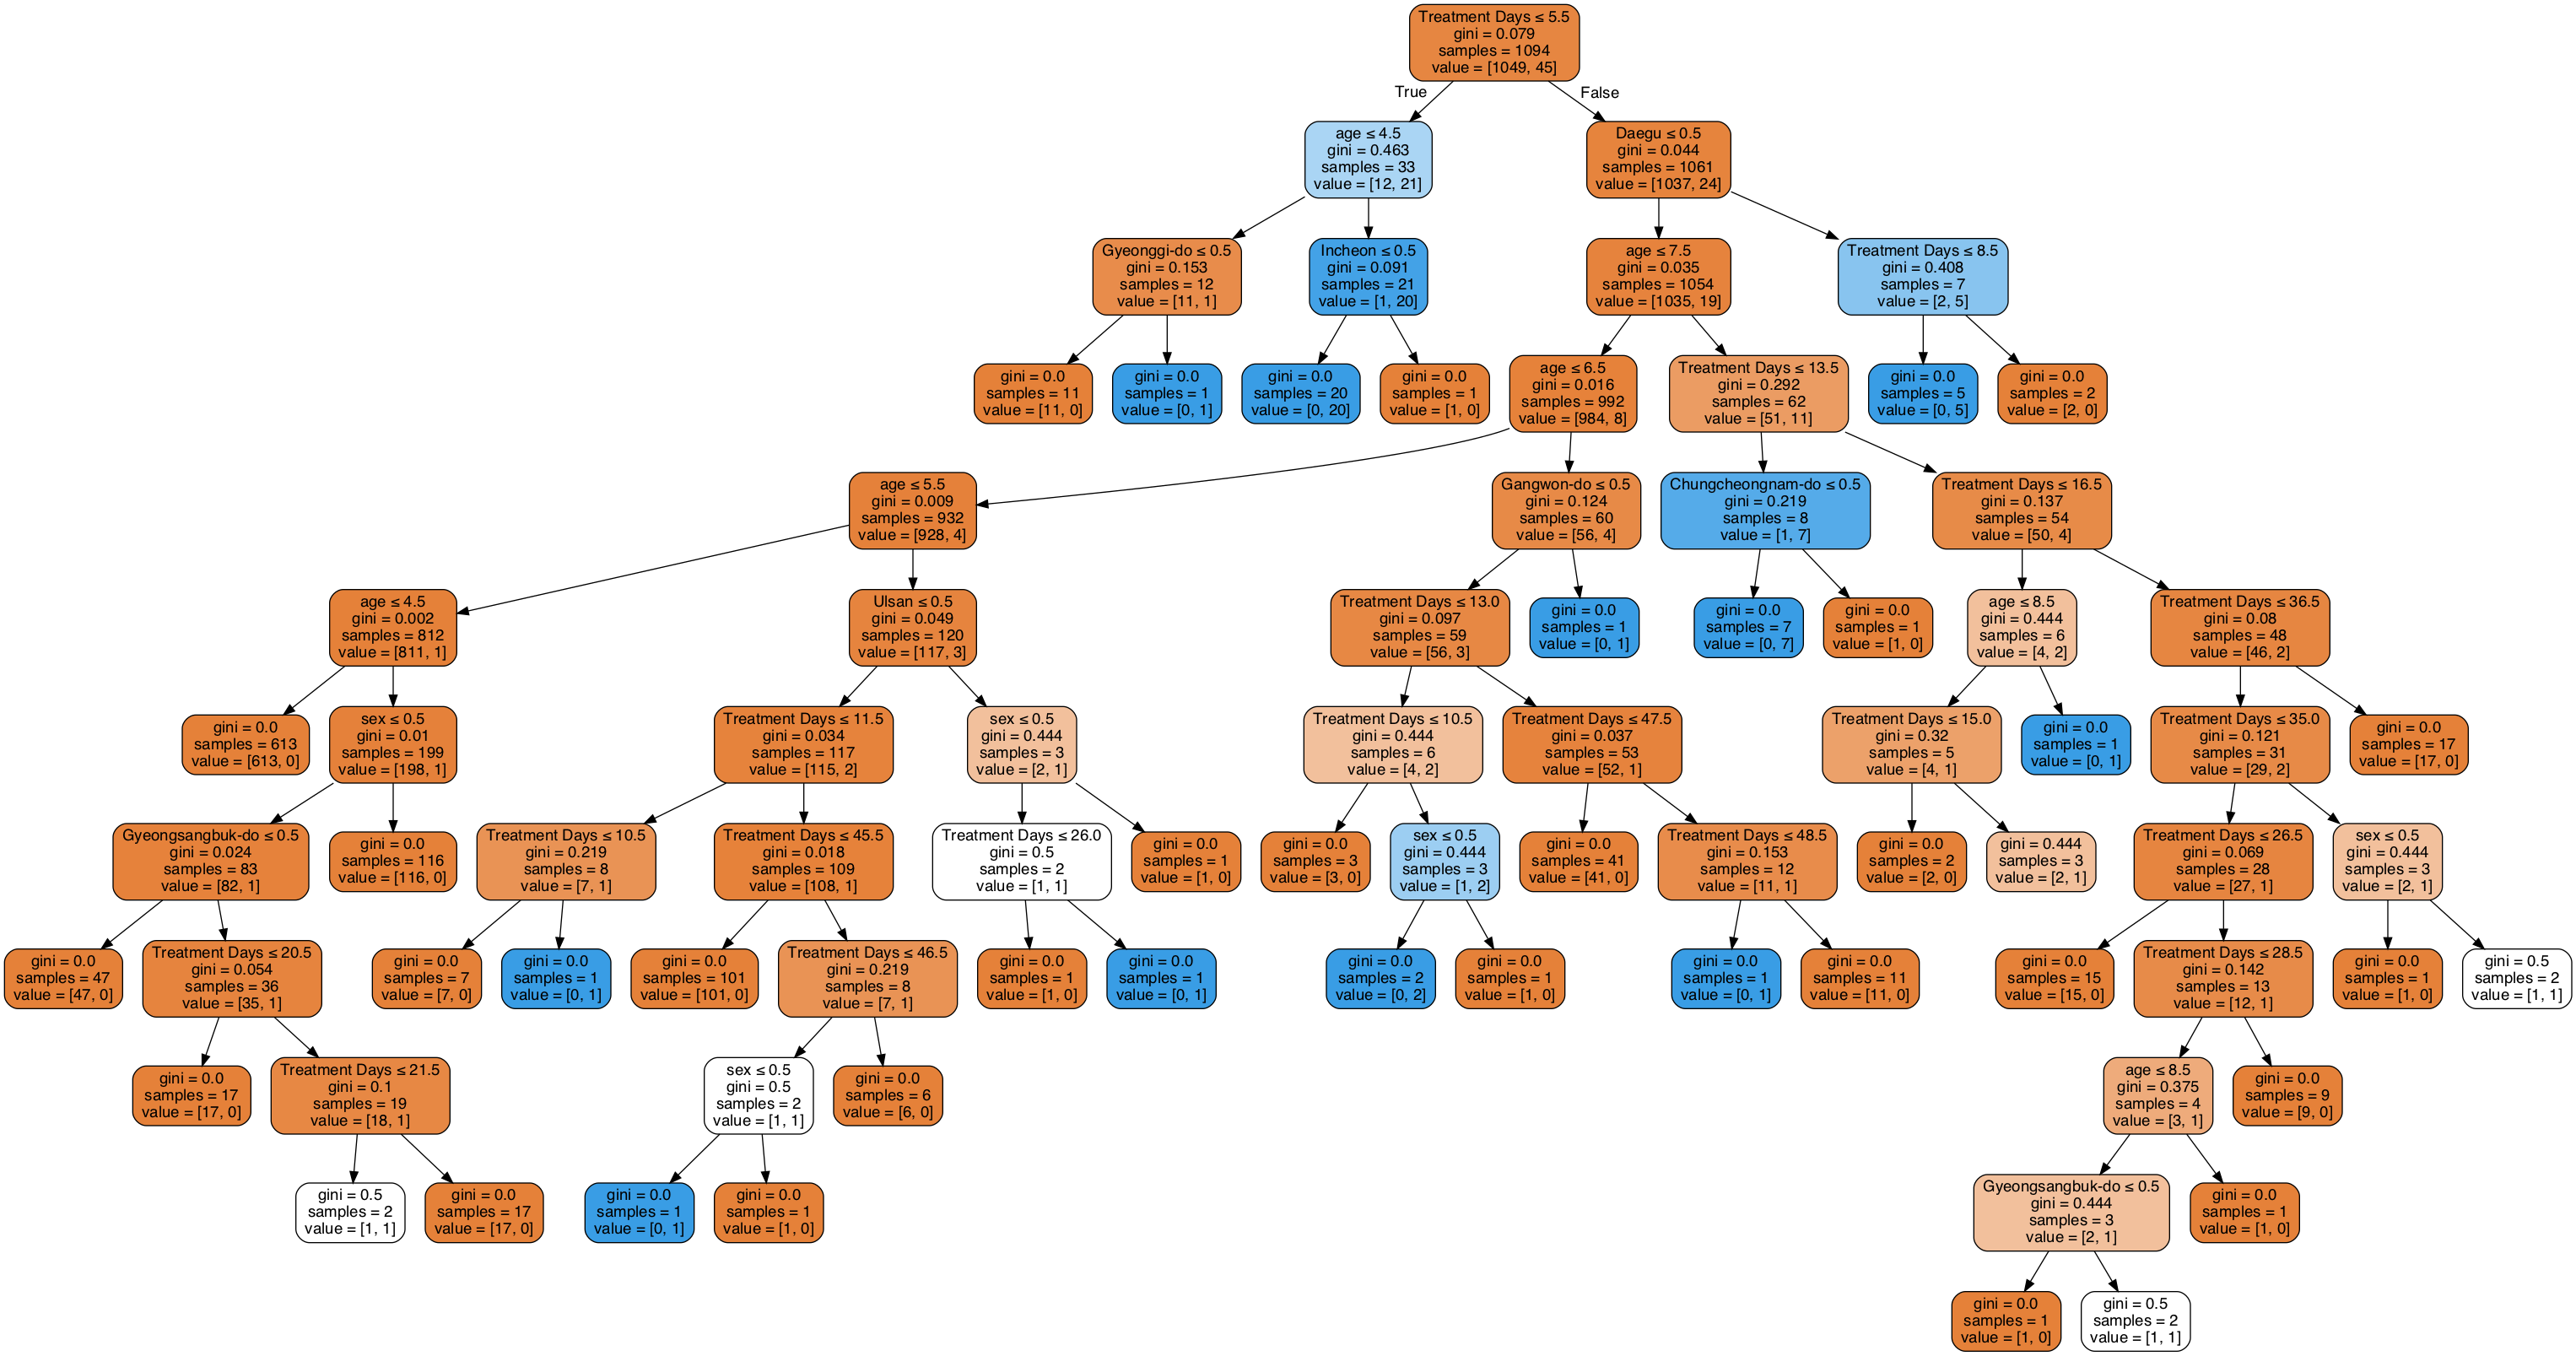 Treatment Days ≤ 5.5
gini = 0.079
samples = 1094
value = [1049, 45]
True
False
age ≤ 4.5
gini = 0.463
samples = 33
value = [12, 21]
Daegu ≤ 0.5
gini = 0.044
samples = 1061
value = [1037, 24]
Gyeonggi-do ≤ 0.5
gini = 0.153
samples = 12
value = [11, 1]
Incheon ≤ 0.5
gini = 0.091
samples = 21
value = [1, 20]
age ≤ 7.5
gini = 0.035
samples = 1054
value = [1035, 19]
Treatment Days ≤ 8.5
gini = 0.408
samples = 7
value = [2, 5]
gini = 0.0
samples = 11
value = [11, 0]
gini = 0.0
samples = 1
value = [0, 1]
gini = 0.0
samples = 20
value = [0, 20]
gini = 0.0
samples = 1
value = [1, 0]
age ≤ 6.5
gini = 0.016
samples = 992
value = [984, 8]
Treatment Days ≤ 13.5
gini = 0.292
samples = 62
value = [51, 11]
gini = 0.0
samples = 5
value = [0, 5]
gini = 0.0
samples = 2
value = [2, 0]
age ≤ 5.5
gini = 0.009
samples = 932
value = [928, 4]
Gangwon-do ≤ 0.5
gini = 0.124
samples = 60
value = [56, 4]
Chungcheongnam-do ≤ 0.5
gini = 0.219
samples = 8
value = [1, 7]
Treatment Days ≤ 16.5
gini = 0.137
samples = 54
value = [50, 4]
age ≤ 4.5
gini = 0.002
samples = 812
value = [811, 1]
Ulsan ≤ 0.5
gini = 0.049
samples = 120
value = [117, 3]
Treatment Days ≤ 13.0
gini = 0.097
samples = 59
value = [56, 3]
gini = 0.0
samples = 1
value = [0, 1]
gini = 0.0
samples = 7
value = [0, 7]
gini = 0.0
samples = 1
value = [1, 0]
age ≤ 8.5
gini = 0.444
samples = 6
value = [4, 2]
Treatment Days ≤ 36.5
gini = 0.08
samples = 48
value = [46, 2]
gini = 0.0
samples = 613
value = [613, 0]
sex ≤ 0.5
gini = 0.01
samples = 199
value = [198, 1]
Treatment Days ≤ 11.5
gini = 0.034
samples = 117
value = [115, 2]
sex ≤ 0.5
gini = 0.444
samples = 3
value = [2, 1]
Treatment Days ≤ 10.5
gini = 0.444
samples = 6
value = [4, 2]
Treatment Days ≤ 47.5
gini = 0.037
samples = 53
value = [52, 1]
Treatment Days ≤ 15.0
gini = 0.32
samples = 5
value = [4, 1]
gini = 0.0
samples = 1
value = [0, 1]
Treatment Days ≤ 35.0
gini = 0.121
samples = 31
value = [29, 2]
gini = 0.0
samples = 17
value = [17, 0]
Gyeongsangbuk-do ≤ 0.5
gini = 0.024
samples = 83
value = [82, 1]
gini = 0.0
samples = 116
value = [116, 0]
Treatment Days ≤ 10.5
gini = 0.219
samples = 8
value = [7, 1]
Treatment Days ≤ 45.5
gini = 0.018
samples = 109
value = [108, 1]
Treatment Days ≤ 26.0
gini = 0.5
samples = 2
value = [1, 1]
gini = 0.0
samples = 1
value = [1, 0]
gini = 0.0
samples = 3
value = [3, 0]
sex ≤ 0.5
gini = 0.444
samples = 3
value = [1, 2]
gini = 0.0
samples = 41
value = [41, 0]
Treatment Days ≤ 48.5
gini = 0.153
samples = 12
value = [11, 1]
gini = 0.0
samples = 2
value = [2, 0]
gini = 0.444
samples = 3
value = [2, 1]
Treatment Days ≤ 26.5
gini = 0.069
samples = 28
value = [27, 1]
sex ≤ 0.5
gini = 0.444
samples = 3
value = [2, 1]
gini = 0.0
samples = 47
value = [47, 0]
Treatment Days ≤ 20.5
gini = 0.054
samples = 36
value = [35, 1]
gini = 0.0
samples = 7
value = [7, 0]
gini = 0.0
samples = 1
value = [0, 1]
gini = 0.0
samples = 101
value = [101, 0]
Treatment Days ≤ 46.5
gini = 0.219
samples = 8
value = [7, 1]
gini = 0.0
samples = 1
value = [1, 0]
gini = 0.0
samples = 1
value = [0, 1]
gini = 0.0
samples = 2
value = [0, 2]
gini = 0.0
samples = 1
value = [1, 0]
gini = 0.0
samples = 1
value = [0, 1]
gini = 0.0
samples = 11
value = [11, 0]
gini = 0.0
samples = 15
value = [15, 0]
Treatment Days ≤ 28.5
gini = 0.142
samples = 13
value = [12, 1]
gini = 0.0
samples = 1
value = [1, 0]
gini = 0.5
samples = 2
value = [1, 1]
gini = 0.0
samples = 17
value = [17, 0]
Treatment Days ≤ 21.5
gini = 0.1
samples = 19
value = [18, 1]
sex ≤ 0.5
gini = 0.5
samples = 2
value = [1, 1]
gini = 0.0
samples = 6
value = [6, 0]
age ≤ 8.5
gini = 0.375
samples = 4
value = [3, 1]
gini = 0.0
samples = 9
value = [9, 0]
gini = 0.5
samples = 2
value = [1, 1]
gini = 0.0
samples = 17
value = [17, 0]
gini = 0.0
samples = 1
value = [0, 1]
gini = 0.0
samples = 1
value = [1, 0]
Gyeongsangbuk-do ≤ 0.5
gini = 0.444
samples = 3
value = [2, 1]
gini = 0.0
samples = 1
value = [1, 0]
gini = 0.0
samples = 1
value = [1, 0]
gini = 0.5
samples = 2
value = [1, 1]